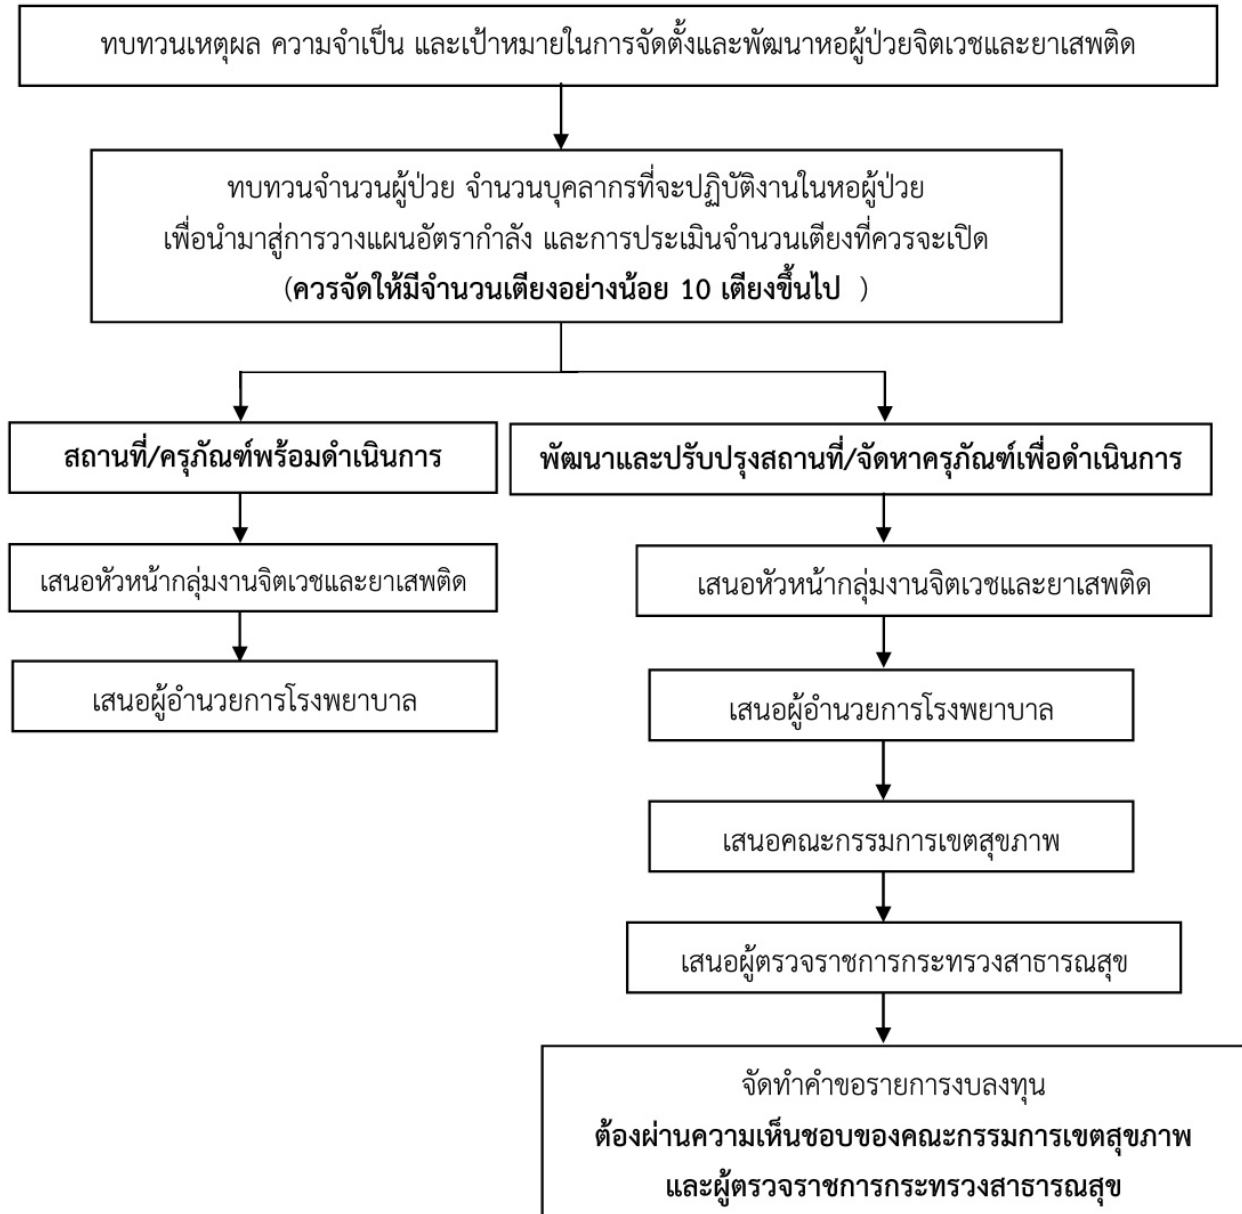 ทบทวนเหตุผล ความจำเป็น และเป้าหมายในการจัดตั้งและพัฒนาหอผู้ป่วยจิตเวชและยาเสพติด
ทบทวนจำนวนผู้ป่วย จำนวนบุคลากรที่จะปฏิบัติงานในหอผู้ป่วย
เพื่อนำมาสู่การวางแผนอัตรากำลัง และการประเมินจำนวนเตียงที่ควรจะเปิด
(ควรจัดให้มีจำนวนเตียงอย่างน้อย 10 เตียงขึ้นไป )
สถานที่/ครุภัณฑ์พร้อมดำเนินการ
เสนอหัวหน้ากลุ่มงานจิตเวชและยาเสพติด
เสนอผู้อำนวยการโรงพยาบาล
พัฒนาและปรับปรุงสถานที่/จัดหาครุภัณฑ์เพื่อดำเนินการ
เสนอหัวหน้ากลุ่มงานจิตเวชและยาเสพติด
เสนอผู้อำนวยการโรงพยาบาล
เสนอคณะกรรมการเขตสุขภาพ
เสนอผู้ตรวจราชการกระทรวงสาธารณสุข
จัดทำคำขอรายการงบลงทุน
ต้องผ่านความเห็นชอบของคณะกรรมการเขตสุขภาพ
และผู้ตรวจราชการกระทรวงสาธารณสุข